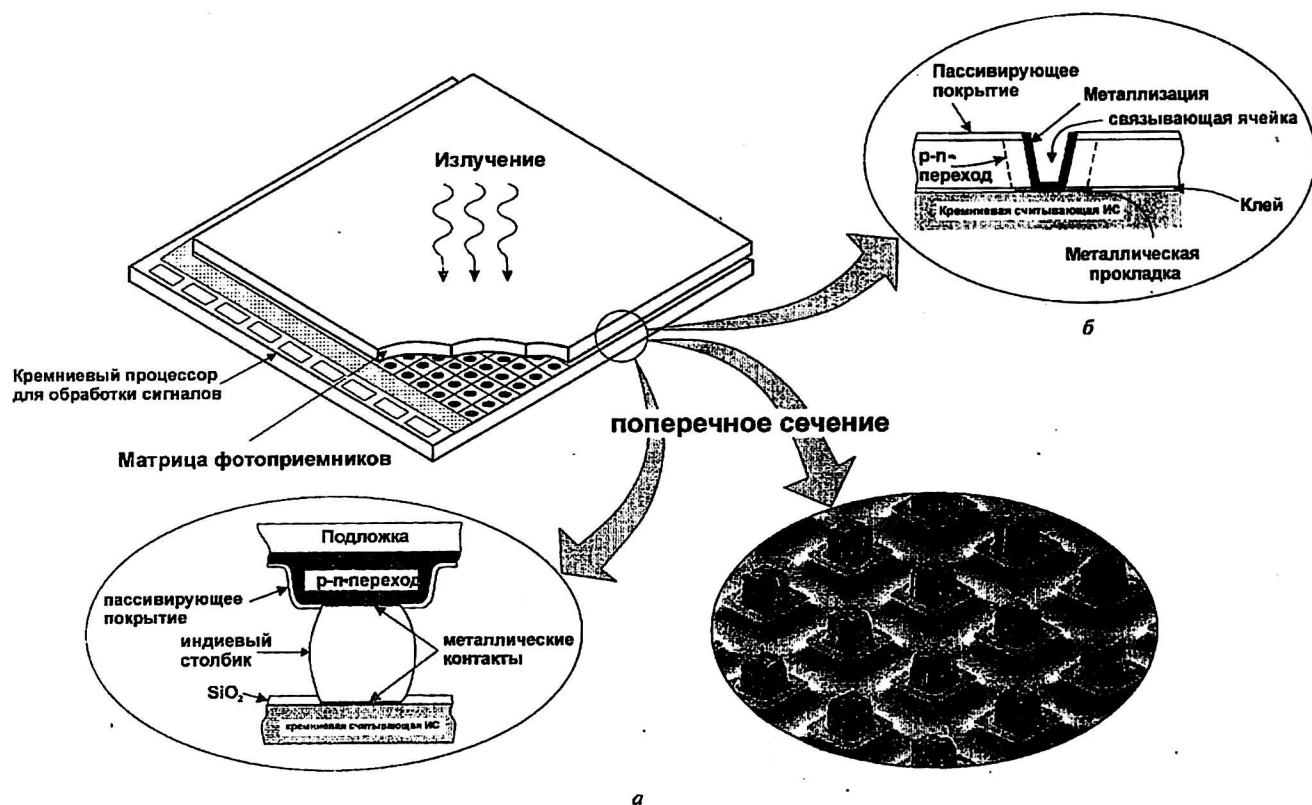 Пассивирующее
покрытие
Металлизация
связывающая ячейка
p-n-
переход
Клей
Кремниевая считывающая ИС
Металлическая
прокладка
б
Излучение
Кремниевый процессор
для обработки сигналов
Матрица фотоприемников
поперечное сечение
Подложка
p-n-переход
пассивирующее
покрытие
индиевый
столбик
металлические
контакты
SiO₂
кремниевая считывающая ИС
а